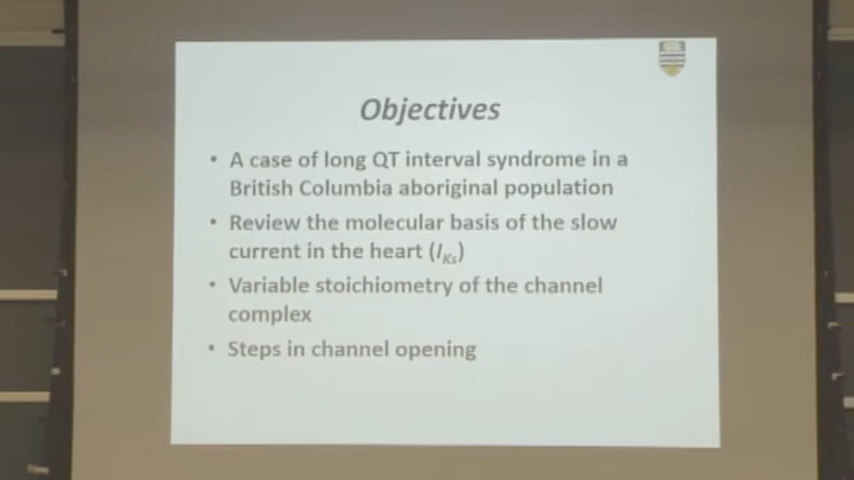 Objectives
• A case of long QT interval syndrome in a
British Columbia aboriginal population
• Review the molecular basis of the slow
current in the heart (IKs)
• Variable stoichiometry of the channel
complex
• Steps in channel opening